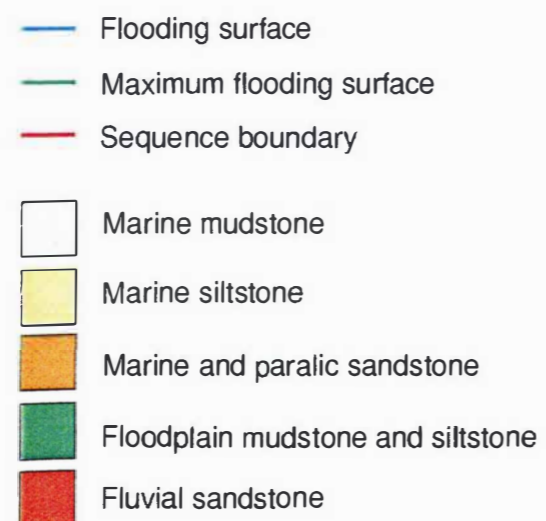 Flooding surface
Maximum flooding surface
Sequence boundary
Marine mudstone
Marine siltstone
Marine and paralic sandstone
Floodplain mudstone and siltstone
Fluvial sandstone